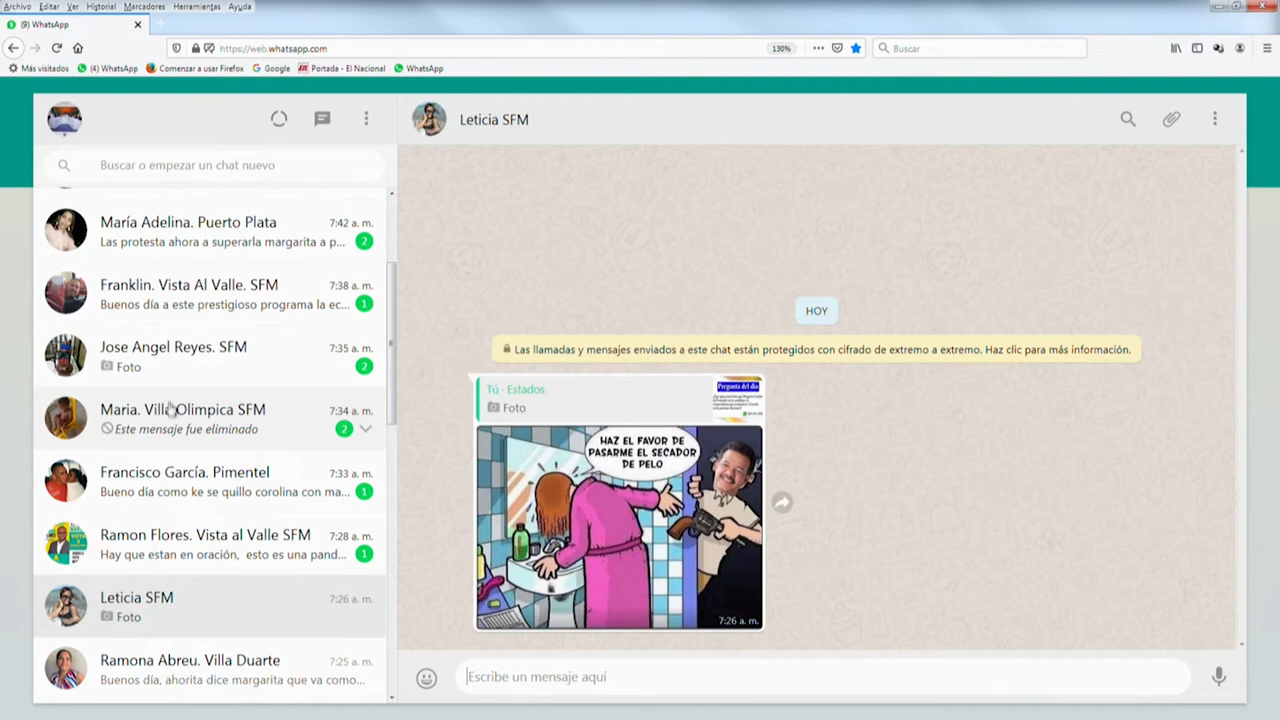 Archivo Editar Ver Historial Marcadores Herramientas Ayuda
(9) WhatsApp
https://web.whatsapp.com
130%
Buscar
Más visitados
(4) WhatsApp
Comenzar a usar Firefox
Google
Portada - El Nacional
WhatsApp
Buscar o empezar un chat nuevo
María Adelina. Puerto Plata 7:42 a. m.
Las protesta ahora a superarla margarita a p... 2
Franklin. Vista Al Valle. SFM 7:38 a. m.
Buenos día a este prestigioso programa la ec... 1
Jose Angel Reyes. SFM 7:35 a. m.
Foto 2
Maria. Villa Olimpica SFM 7:34 a. m.
Este mensaje fue eliminado 2
Francisco García. Pimentel 7:33 a. m.
Bueno día como ke se quillo corolina con ma... 1
Ramon Flores. Vista al Valle SFM 7:28 a. m.
Hay que estan en oración, esto es una pand... 1
Leticia SFM 7:26 a. m.
Foto
Ramona Abreu. Villa Duarte 7:25 a. m.
Buenos día, ahorita dice margarita que va como...
Leticia SFM
HOY
Las llamadas y mensajes enviados a este chat están protegidos con cifrado de extremo a extremo. Haz clic para más información.
Tú · Estados
Foto
Pregunta del día
HAZ EL FAVOR DE
PASARME EL SECADOR
DE PELO
7:26 a. m.
Escribe un mensaje aquí